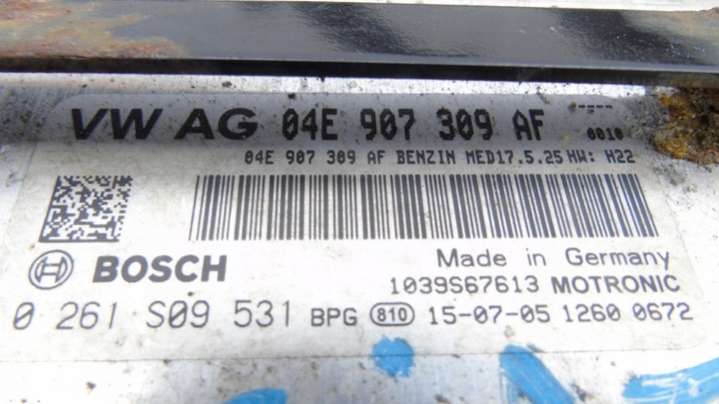 VW AG 04E 907 309 AF
0010
04E 907 309 AF BENZIN MED17.5.25 HW: H22
Made in Germany
BOSCH
1039S67613 MOTRONIC
0 261 S09 531 BPG 810 15-07-05 1260 0672